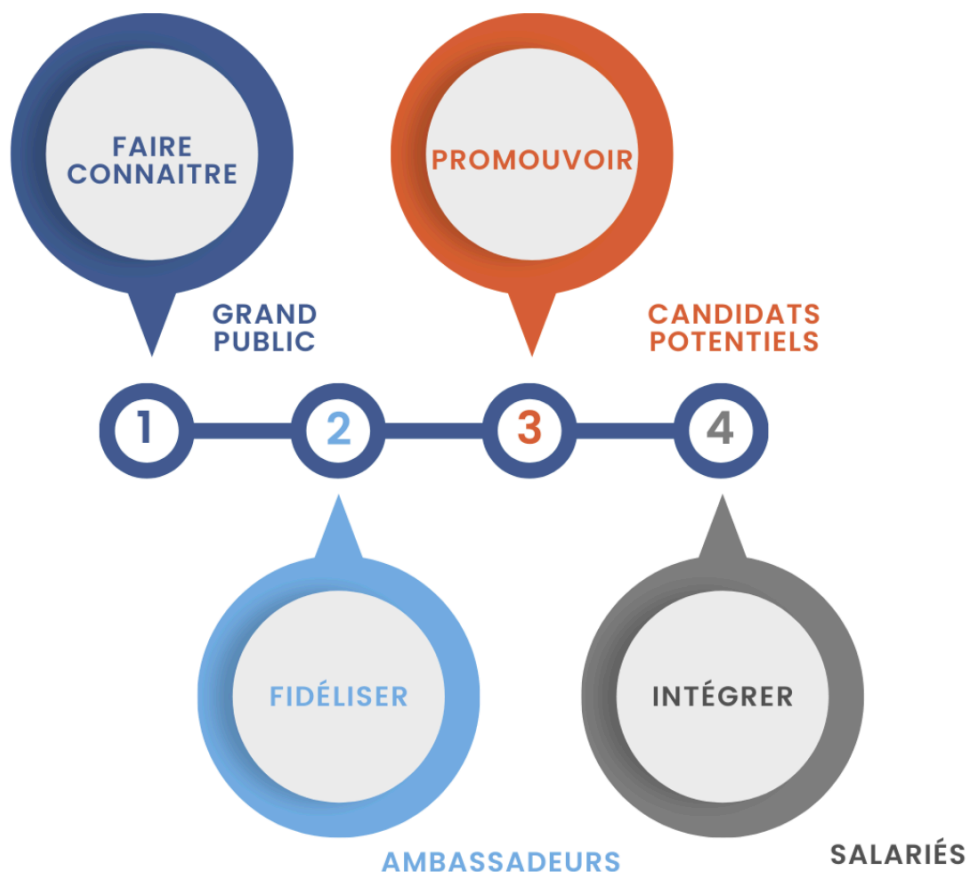 FAIRE
CONNAITRE
PROMOUVOIR
GRAND
PUBLIC
CANDIDATS
POTENTIELS
1
2
3
4
FIDÉLISER
INTÉGRER
AMBASSADEURS
SALARIÉS